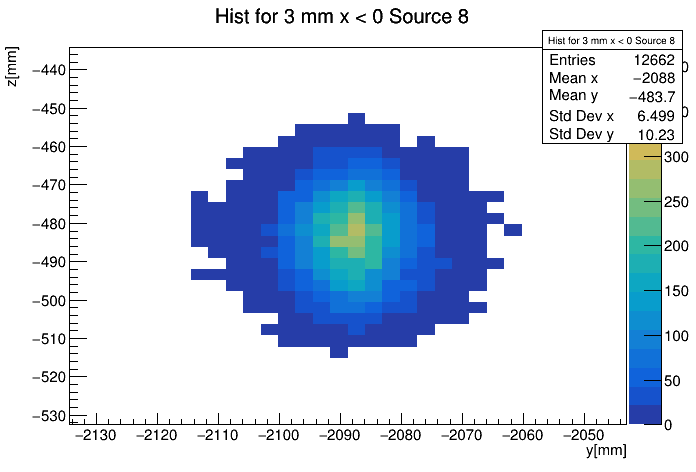 Hist for 3 mm x < 0 Source 8
z[mm]
Hist for 3 mm x < 0 Source 8
Entries 12662
Mean x −2088
Mean y −483.7
Std Dev x 6.499
Std Dev y 10.23
−440
−450
−460
−470
−480
−490
−500
−510
−520
−530
0
0
300
250
200
150
100
50
0
−2130 −2120 −2110 −2100 −2090 −2080 −2070 −2060 −2050
y[mm]